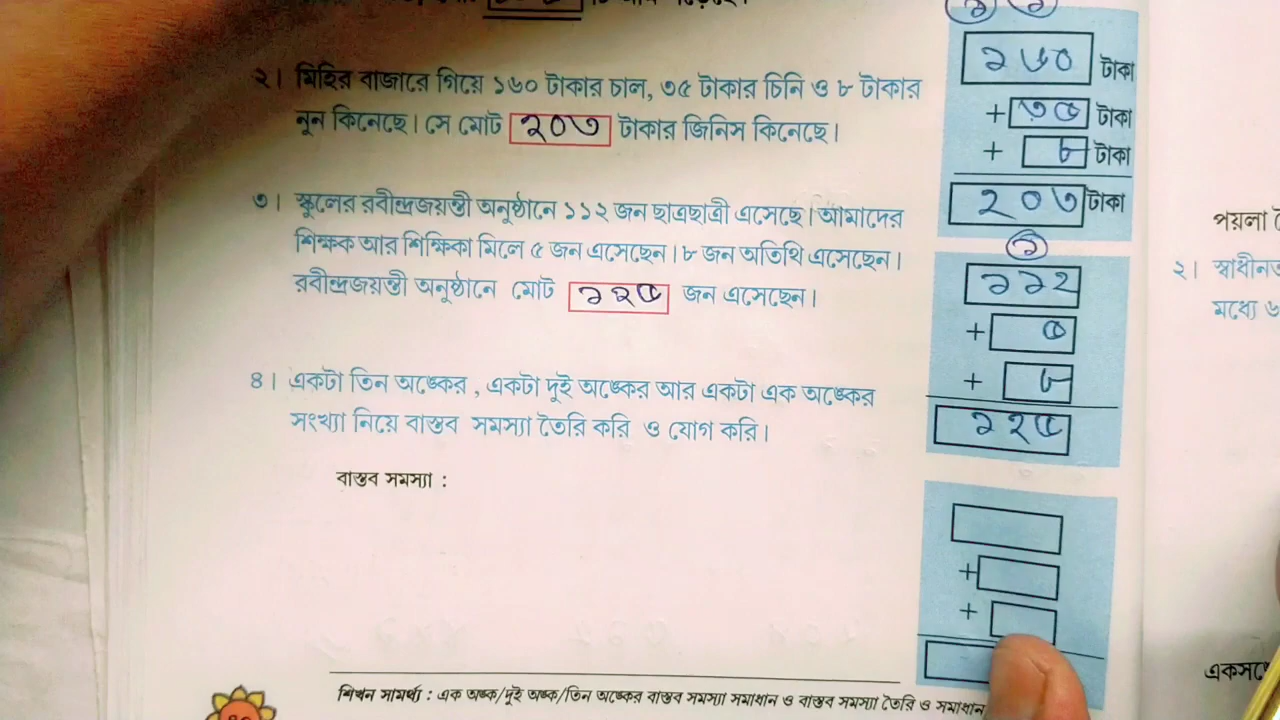 ২। মিহির বাজারে গিয়ে ১৬০ টাকার চাল, ৩৫ টাকার চিনি ও ৮ টাকার
নুন কিনেছে। সে মোট ২০৩ টাকার জিনিস কিনেছে।
১৬০ টাকা
+ ৩৫ টাকা
+ ৮ টাকা
২০৩ টাকা
৩। স্কুলের রবীন্দ্রজয়ন্তী অনুষ্ঠানে ১১২ জন ছাত্রছাত্রী এসেছে। আমাদের
শিক্ষক আর শিক্ষিকা মিলে ৫ জন এসেছেন। ৮ জন অতিথি এসেছেন।
রবীন্দ্রজয়ন্তী অনুষ্ঠানে মোট ১২৫ জন এসেছেন।
১
১১২
+ ৫
+ ৮
১২৫
৪। একটা তিন অঙ্কের, একটা দুই অঙ্কের আর একটা এক অঙ্কের
সংখ্যা নিয়ে বাস্তব সমস্যা তৈরি করি ও যোগ করি।
বাস্তব সমস্যা :
+
+
শিখন সামর্থ্য : এক অঙ্ক/দুই অঙ্ক/তিন অঙ্কের বাস্তব সমস্যা সমাধান ও বাস্তব সমস্যা তৈরি ও সমাধান
পয়লা
২।
মধ্যে ৬